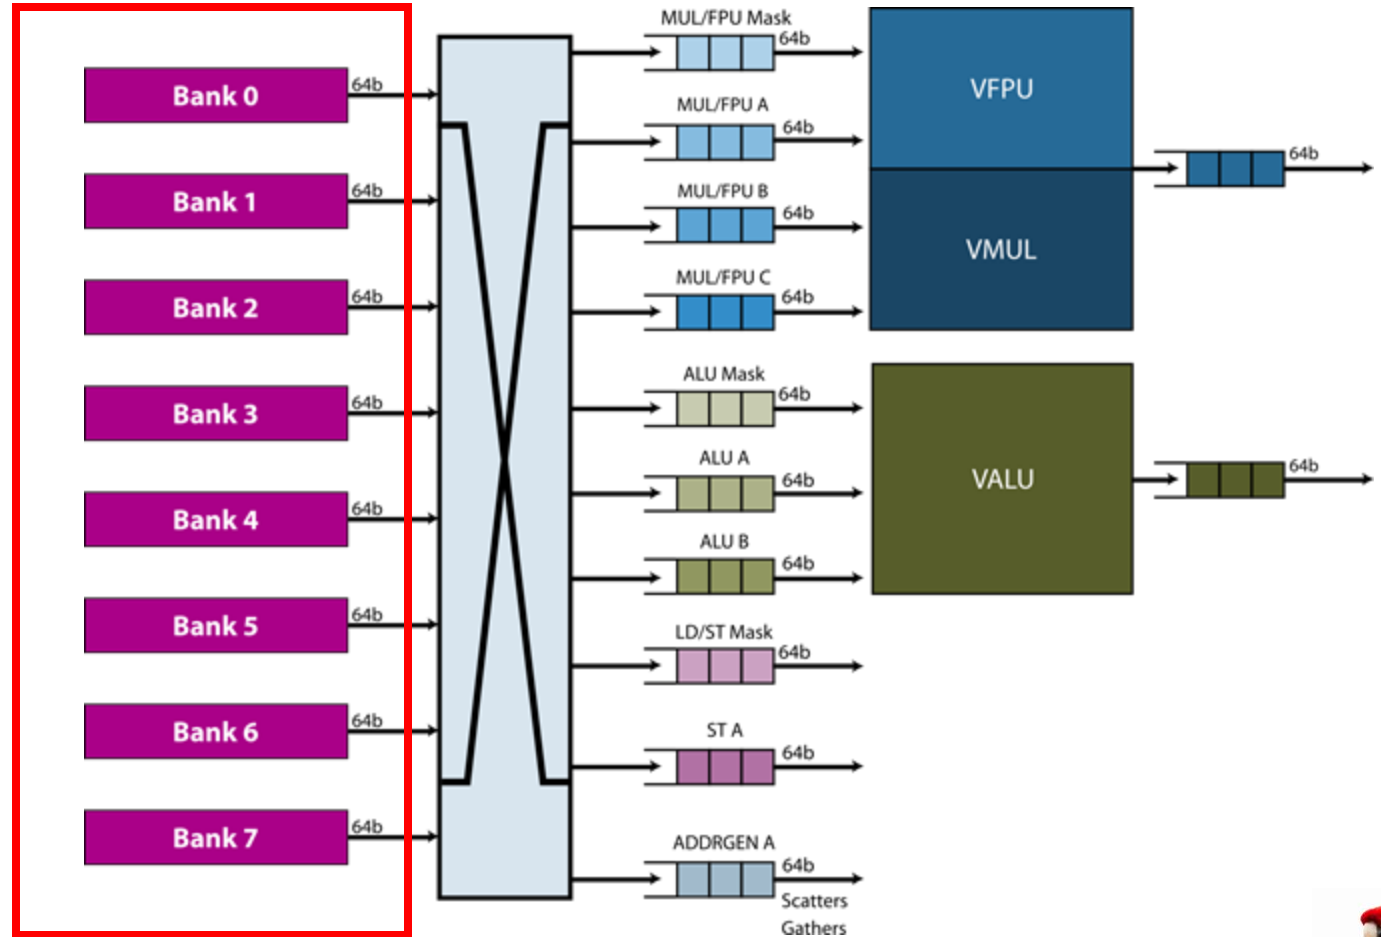 Bank 0
64b
Bank 1
64b
Bank 2
64b
Bank 3
64b
Bank 4
64b
Bank 5
64b
Bank 6
64b
Bank 7
64b
MUL/FPU Mask
64b
MUL/FPU A
64b
MUL/FPU B
64b
MUL/FPU C
64b
ALU Mask
64b
ALU A
64b
ALU B
64b
LD/ST Mask
64b
ST A
64b
ADDRGEN A
64b
Scatters
Gathers
VFPU
VMUL
64b
VALU
64b